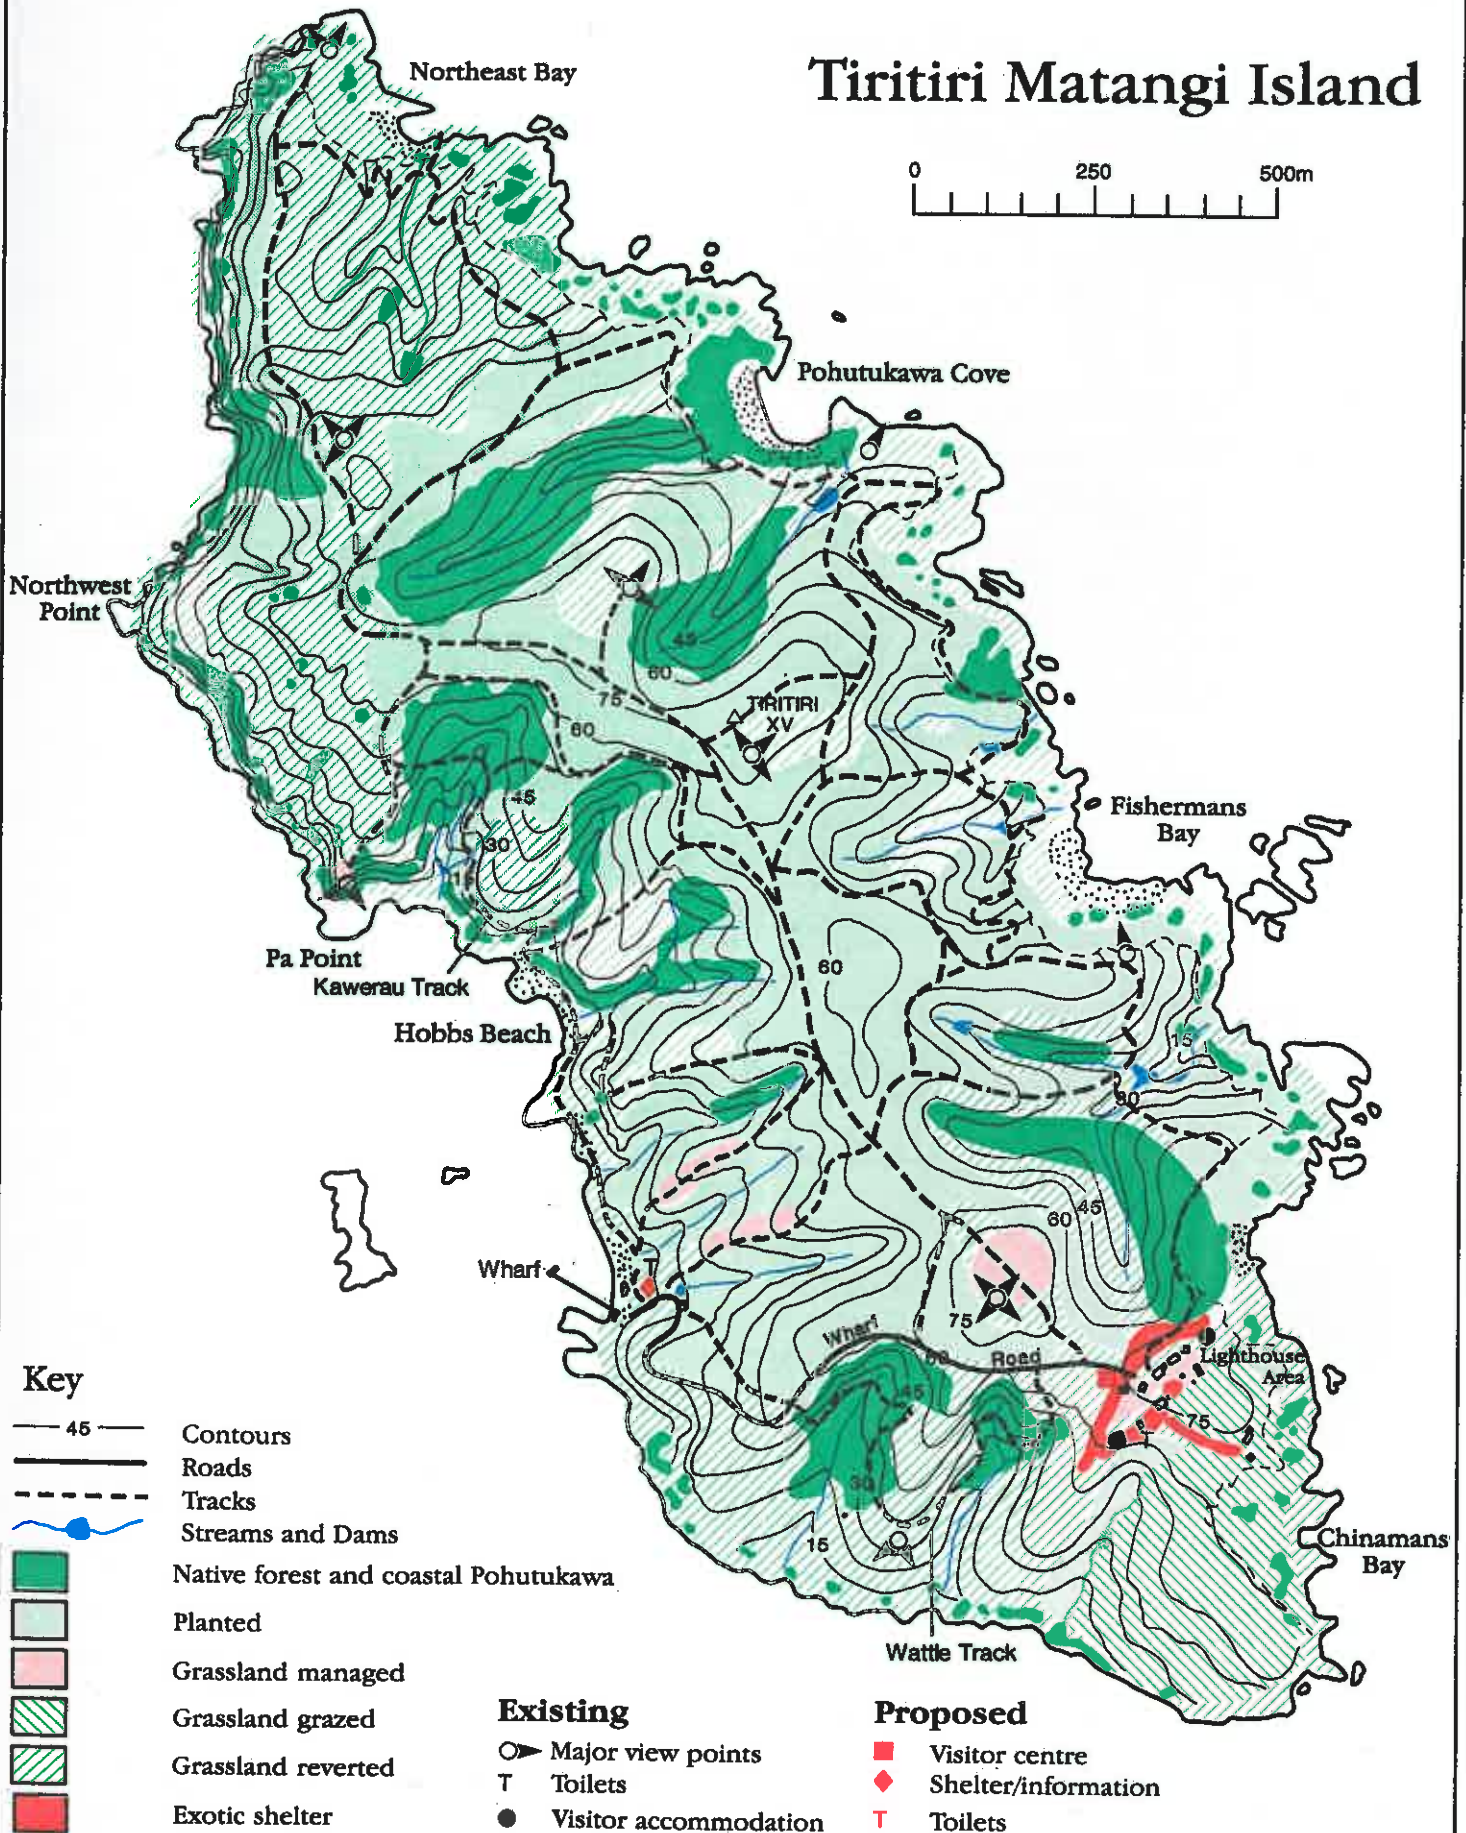 Tiritiri Matangi Island
0 250 500m
Northeast Bay
Pohutukawa Cove
Northwest
Point
45
60
75
TIRITIRI
XV
60
45
30
15
Fishermans
Bay
Pa Point
Kawerau Track
60
Hobbs Beach
15
30
60 45
Wharf
T
75
Wharf
60
Road
Lighthouse
Area
45
75
30
15
Chinamans
Bay
Wattle Track
Key
45
Contours
Roads
Tracks
Streams and Dams
Native forest and coastal Pohutukawa
Planted
Grassland managed
Grassland grazed
Grassland reverted
Exotic shelter
Existing
Major view points
T Toilets
Visitor accommodation
Proposed
Visitor centre
Shelter/information
T Toilets